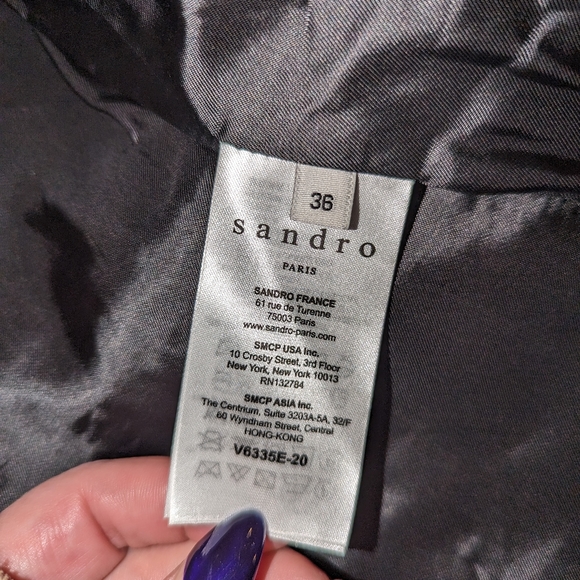 36
sandro
PARIS
SANDRO FRANCE
61 rue de Turenne
75003 Paris
www.sandro-paris.com
SMCP USA Inc.
10 Crosby Street, 3rd Floor
New York, New York 10013
RN132784
SMCP ASIA Inc.
The Centrium, Suite 3203A-5A, 32/F
60 Wyndham Street, Central
HONG-KONG
V6335E-20